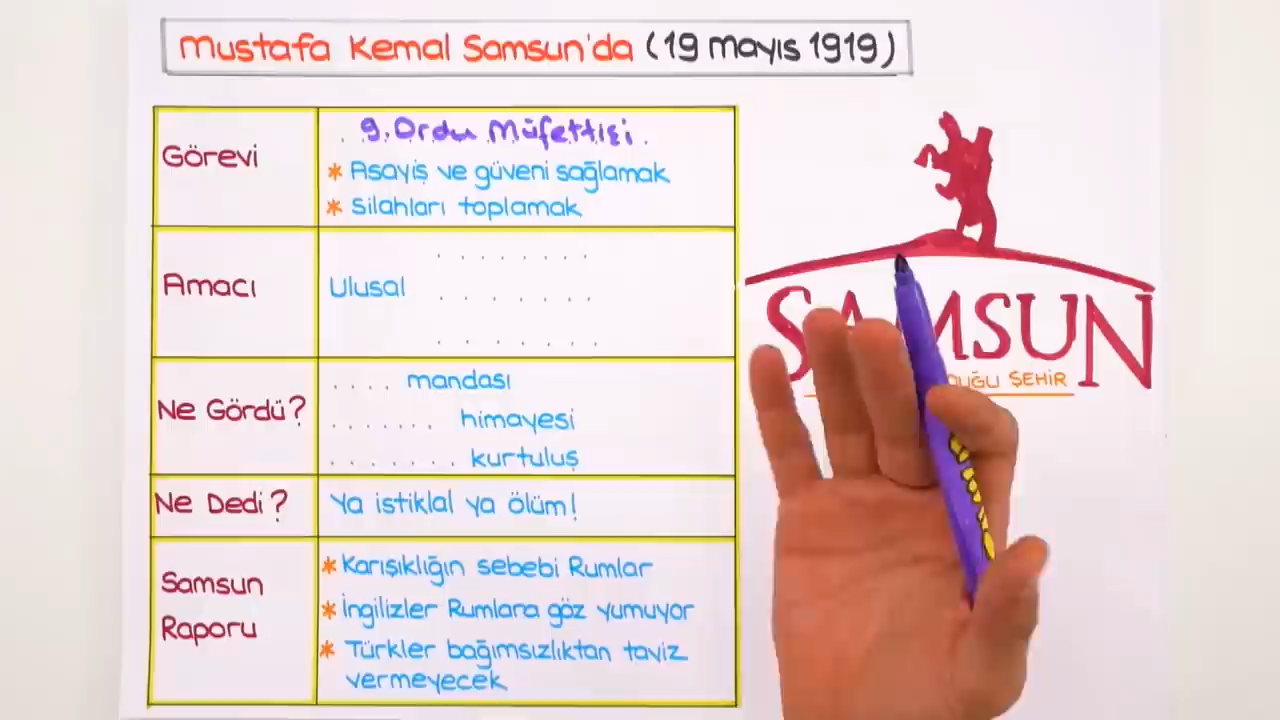 Mustafa Kemal Samsun'da (19 Mayıs 1919)
Görevi
9. Ordu Müfettişi
* Asayiş ve güveni sağlamak
* Silahları toplamak
Amacı
Ulusal
Ne Gördü?
.... mandası
....... himayesi
....... kurtuluş
Ne Dedi?
Ya istiklal ya ölüm!
Samsun
Raporu
* Karışıklığın sebebi Rumlar
* İngilizler Rumlara göz yumuyor
* Türkler bağımsızlıktan taviz
vermeyecek
SAMSUN
ŞEHİR